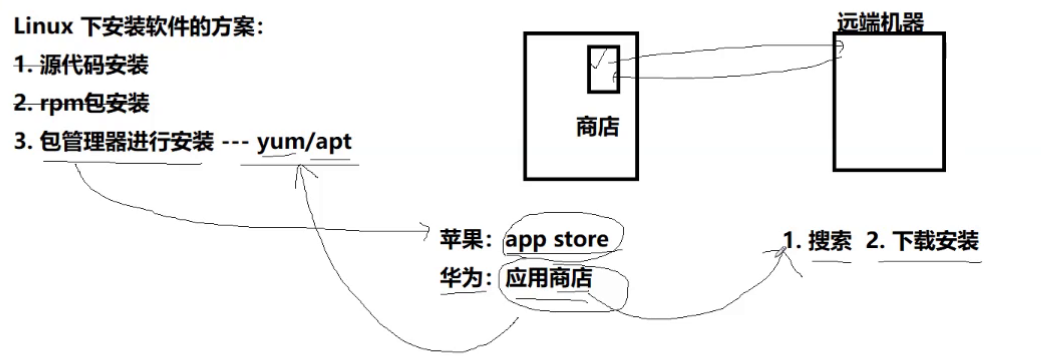 Linux 下安装软件的方案：
1. 源代码安装
2. rpm包安装
3. 包管理器进行安装 --- yum/apt
远端机器
商店
苹果：app store
华为：应用商店
1. 搜索 2. 下载安装